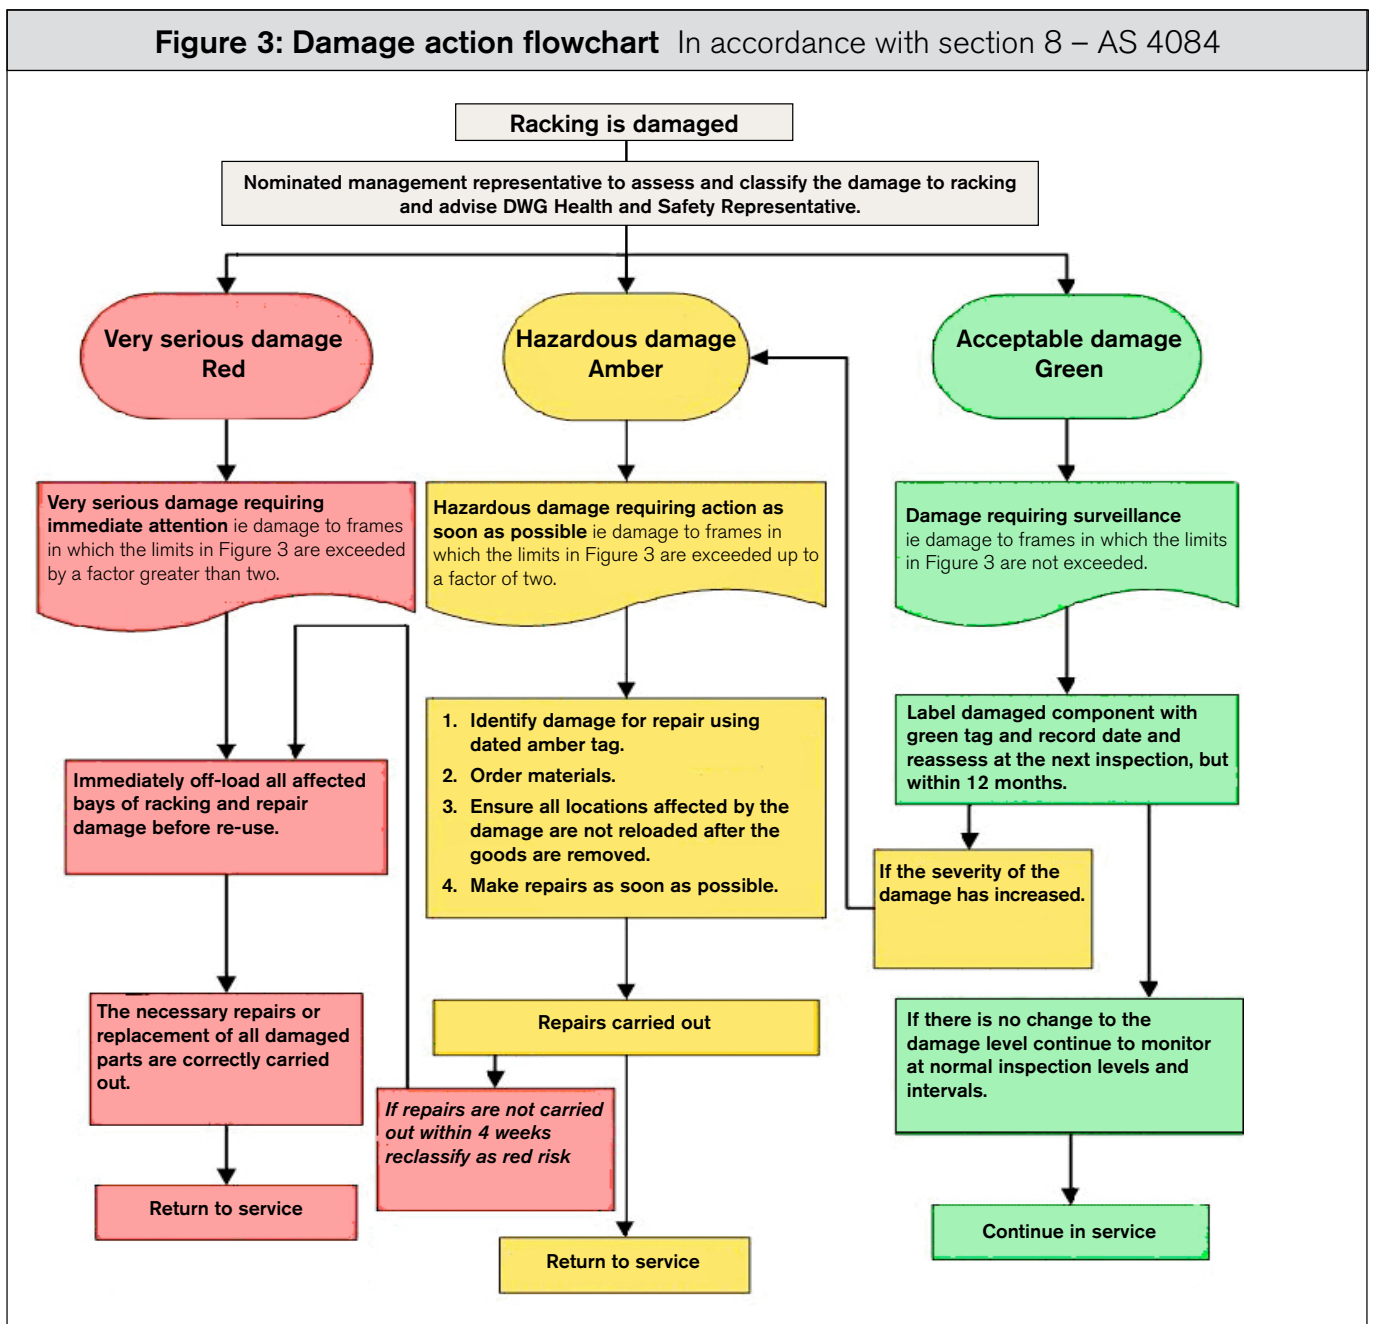 Figure 3: Damage action flowchart In accordance with section 8 – AS 4084
Racking is damaged
Nominated management representative to assess and classify the damage to racking
and advise DWG Health and Safety Representative.
Very serious damage
Red
Hazardous damage
Amber
Acceptable damage
Green
Very serious damage requiring
immediate attention ie damage to frames
in which the limits in Figure 3 are exceeded
by a factor greater than two.
Hazardous damage requiring action as
soon as possible ie damage to frames in
which the limits in Figure 3 are exceeded up to
a factor of two.
Damage requiring surveillance
ie damage to frames in which the limits
in Figure 3 are not exceeded.
Immediately off-load all affected
bays of racking and repair
damage before re-use.
1. Identify damage for repair using
dated amber tag.
2. Order materials.
3. Ensure all locations affected by the
damage are not reloaded after the
goods are removed.
4. Make repairs as soon as possible.
Label damaged component with
green tag and record date and
reassess at the next inspection, but
within 12 months.
If the severity of the
damage has increased.
The necessary repairs or
replacement of all damaged
parts are correctly carried
out.
Repairs carried out
If there is no change to the
damage level continue to monitor
at normal inspection levels and
intervals.
If repairs are not carried
out within 4 weeks
reclassify as red risk
Return to service
Return to service
Continue in service